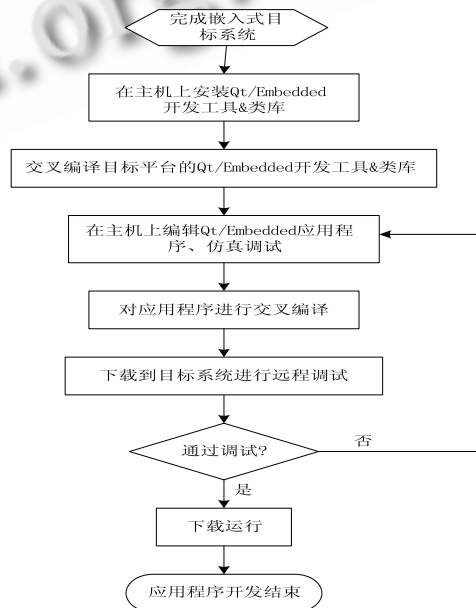 完成嵌入式目
标系统
在主机上安装Qt/Embedded
开发工具&类库
交叉编译目标平台的Qt/Embedded开发工具&类库
在主机上编辑Qt/Embedded应用程
序、仿真调试
对应用程序进行交叉编译
下载到目标系统进行远程调试
通过调试?
否
是
下载运行
应用程序开发结束